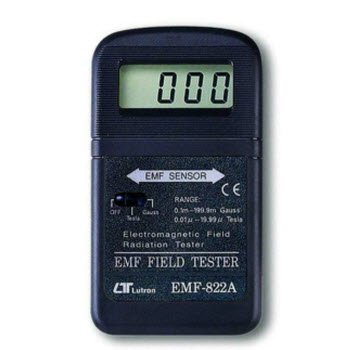 000
EMF SENSOR
OFF Tesla Gauss
RANGE:
0.1m-199.9m Gauss
0.01μ-19.99μ Tesla
CE
Electromagnetic Field
Radiation Tester
EMF FIELD TESTER
Lutron EMF-822A